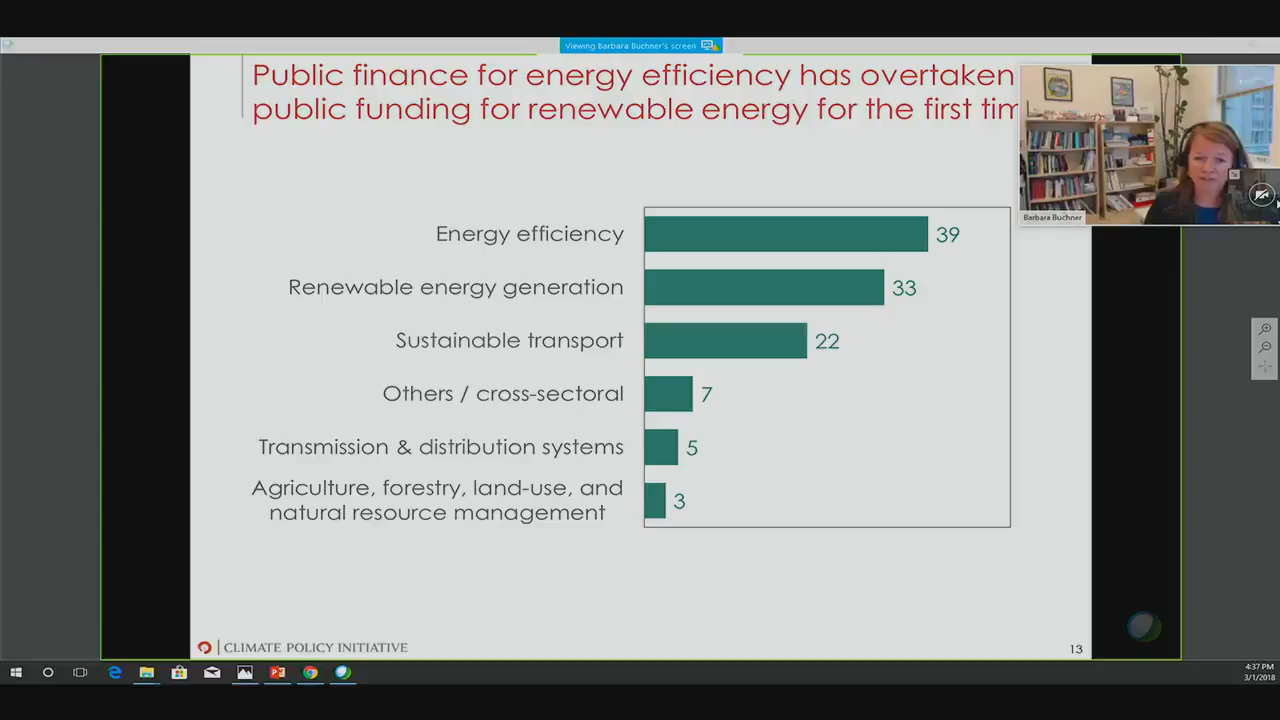 Viewing Barbara Buchner's screen
Public finance for energy efficiency has overtaken
public funding for renewable energy for the first tim
Barbara Buchner
Energy efficiency 39
Renewable energy generation 33
Sustainable transport 22
Others / cross-sectoral 7
Transmission & distribution systems 5
Agriculture, forestry, land-use, and
natural resource management 3
CLIMATE POLICY INITIATIVE
13
4:37 PM
3/1/2018